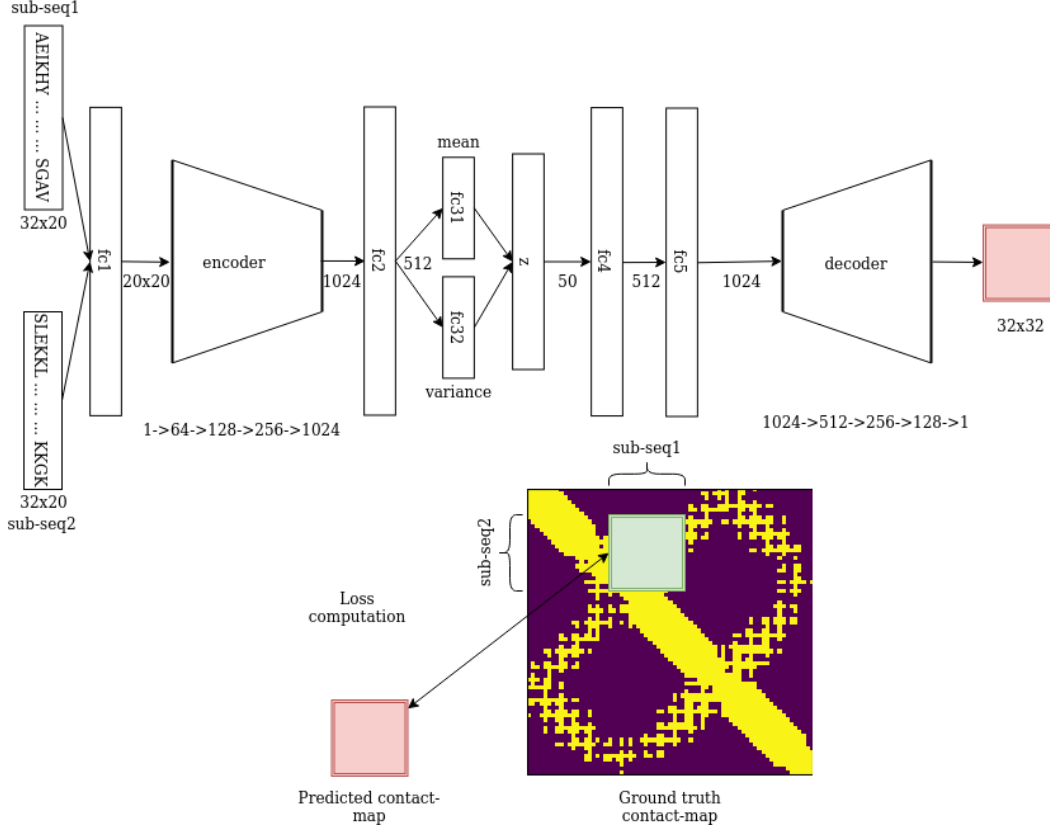 sub-seq1
AEIKHY ... ... ... SGAV
32x20
SLEKKL ... ... ... KKGK
32x20
sub-seq2
fc1
20x20
encoder
1->64->128->256->1024
1024
fc2
512
mean
fc31
fc32
variance
z
50
fc4
512
fc5
1024
decoder
1024->512->256->128->1
32x32
sub-seq1
sub-seq2
Loss
computation
Predicted contact-
map
Ground truth
contact-map